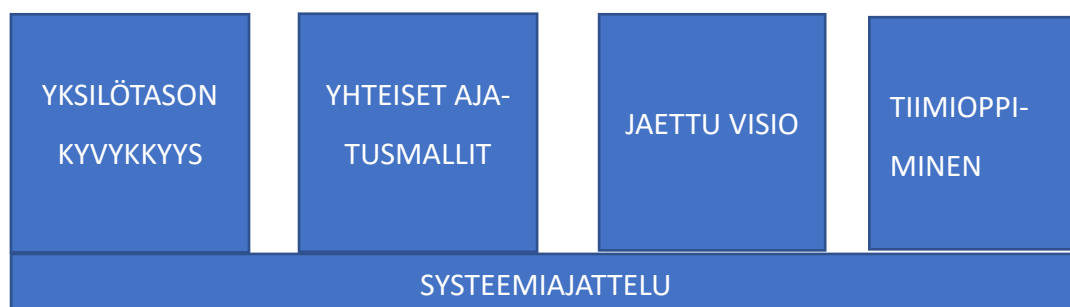 YKSILÖTASON
KYVYKKYYS
YHTEISET AJA-
TUSMALLIT
JAETTU VISIO
TIIMIOPPI-
MINEN
SYSTEEMIAJATTELU